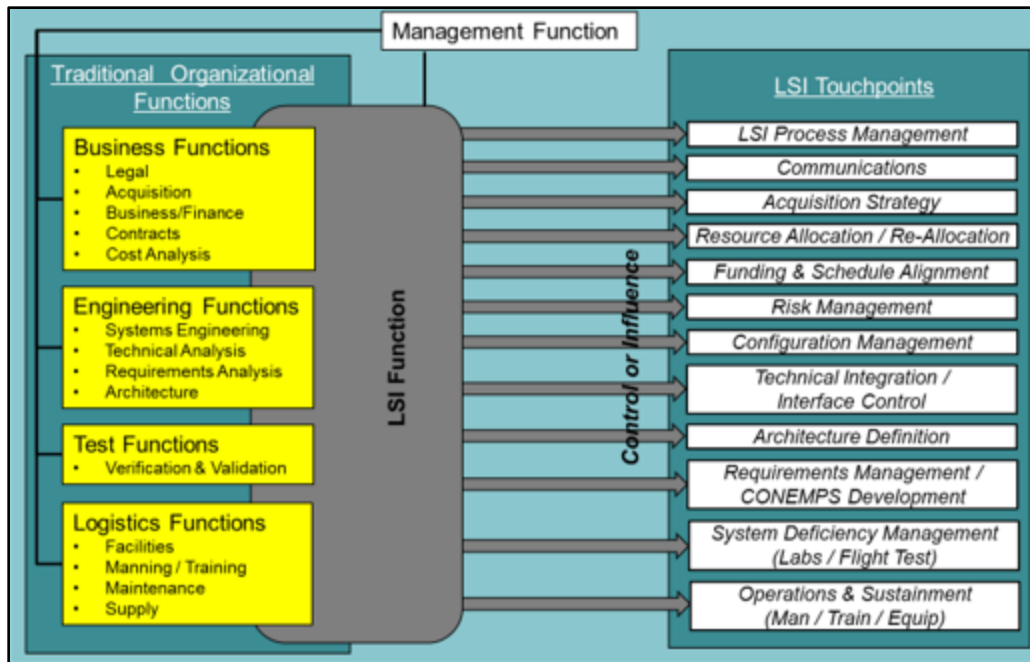 Management Function
Traditional Organizational
Functions
Business Functions
• Legal
• Acquisition
• Business/Finance
• Contracts
• Cost Analysis
Engineering Functions
• Systems Engineering
• Technical Analysis
• Requirements Analysis
• Architecture
Test Functions
• Verification & Validation
Logistics Functions
• Facilities
• Manning / Training
• Maintenance
• Supply
LSI Function
Control or Influence
LSI Touchpoints
LSI Process Management
Communications
Acquisition Strategy
Resource Allocation / Re-Allocation
Funding & Schedule Alignment
Risk Management
Configuration Management
Technical Integration /
Interface Control
Architecture Definition
Requirements Management /
CONEMPS Development
System Deficiency Management
(Labs / Flight Test)
Operations & Sustainment
(Man / Train / Equip)